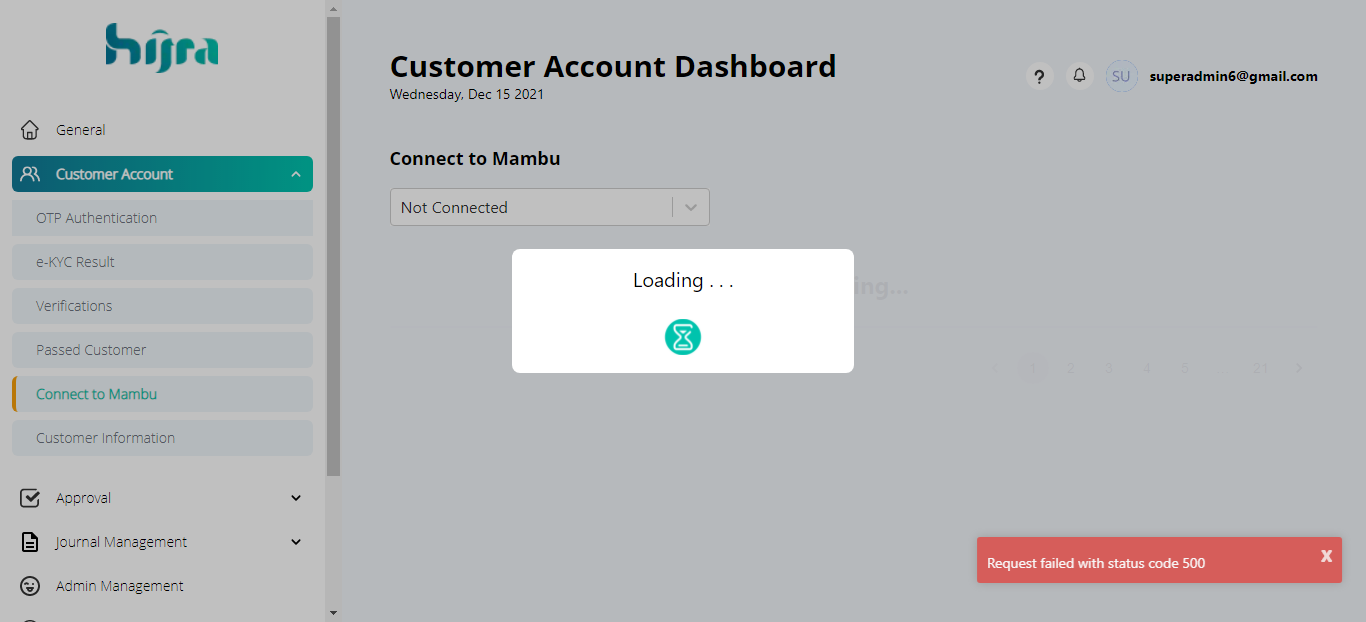 hijra
General
Customer Account
OTP Authentication
e-KYC Result
Verifications
Passed Customer
Connect to Mambu
Customer Information
Approval
Journal Management
Admin Management
Customer Account Dashboard
Wednesday, Dec 15 2021
?
SU
superadmin6@gmail.com
Connect to Mambu
Not Connected
Loading . . .
ing...
< 1 2 3 4 5 21 >
Request failed with status code 500
X